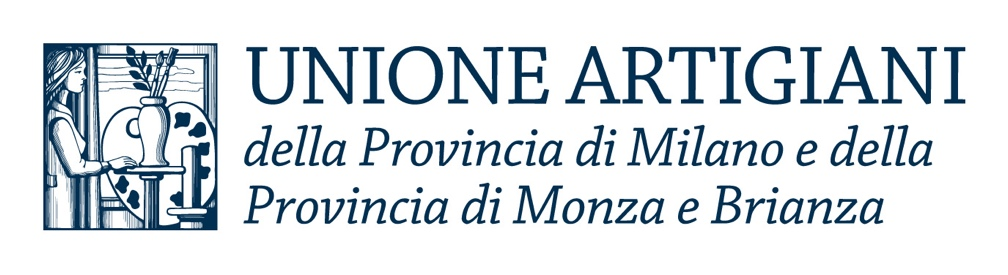 UNIONE ARTIGIANI
della Provincia di Milano e della
Provincia di Monza e Brianza